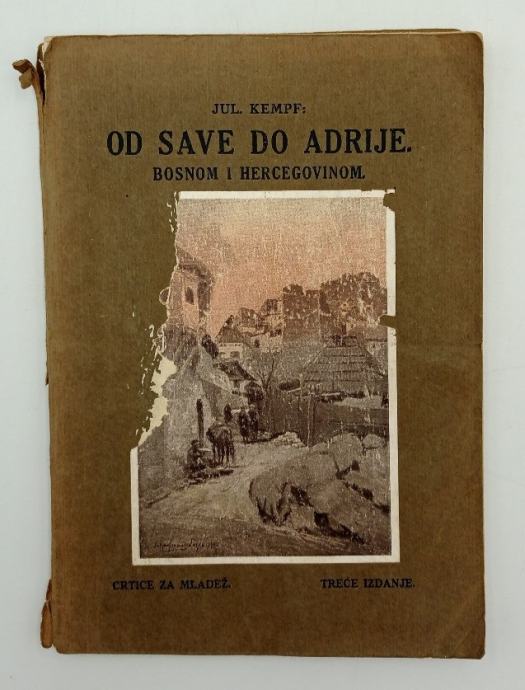 JUL. KEMPF:
OD SAVE DO ADRIJE.
BOSNOM I HERCEGOVINOM.
CRTICE ZA MLADEŽ.
TREĆE IZDANJE.